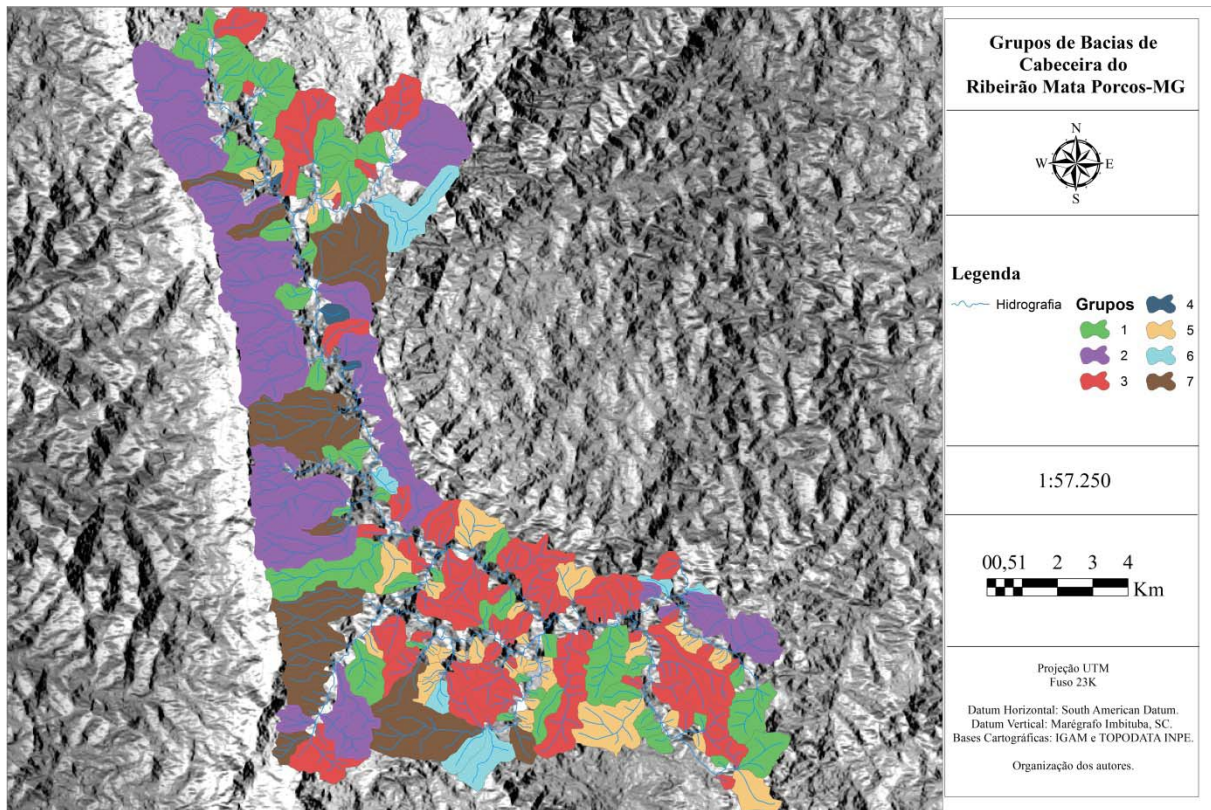 Grupos de Bacias de
Cabeceira do
Ribeirão Mata Porcos-MG
N
W E
S
Legenda
Hidrografia Grupos 4
1 5
2 6
3 7
1:57.250
00,51 2 3 4
Km
Projeção UTM
Fuso 23K
Datum Horizontal: South American Datum.
Datum Vertical: Marégrafo Imbituba, SC.
Bases Cartográficas: IGAM e TOPODATA INPE.
Organização dos autores.